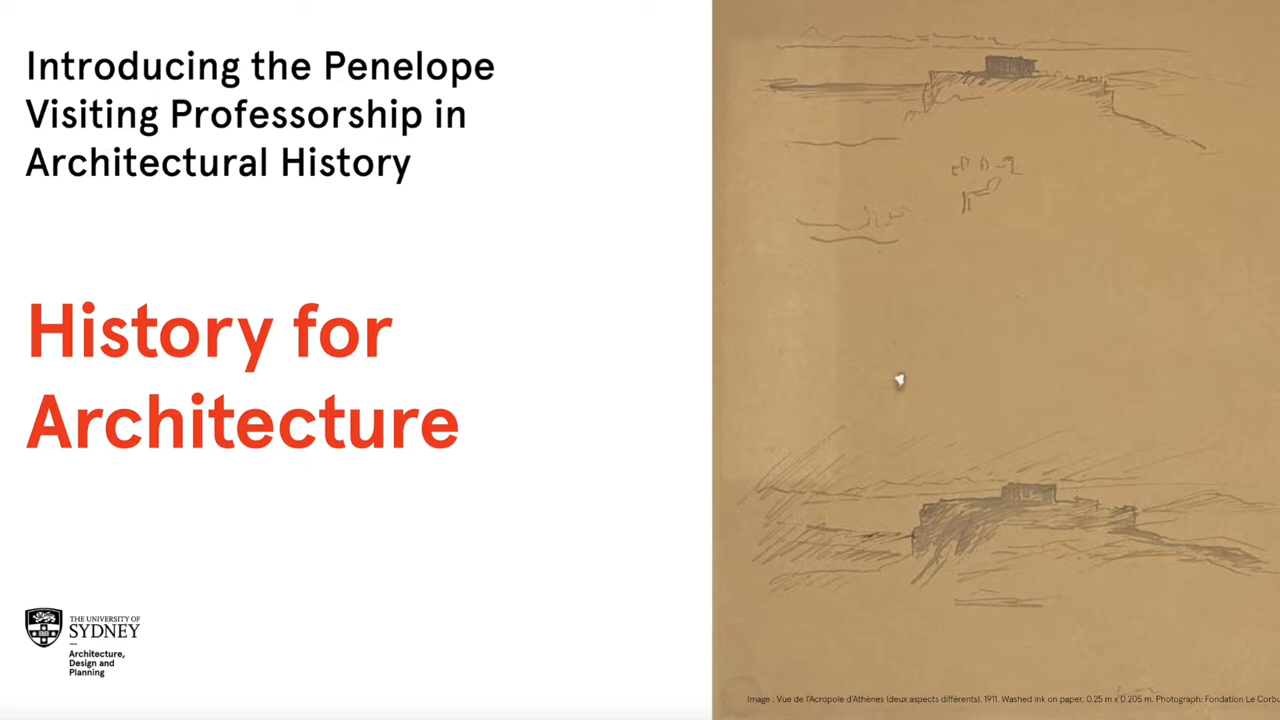 Introducing the Penelope
Visiting Professorship in
Architectural History
History for
Architecture
THE UNIVERSITY OF
SYDNEY
Architecture,
Design and
Planning
Image : Vue de l'Acropole d'Athènes (deux aspects différents), 1911. Washed ink on paper, 0.25 m x 0.205 m. Photograph: Fondation Le Corbu